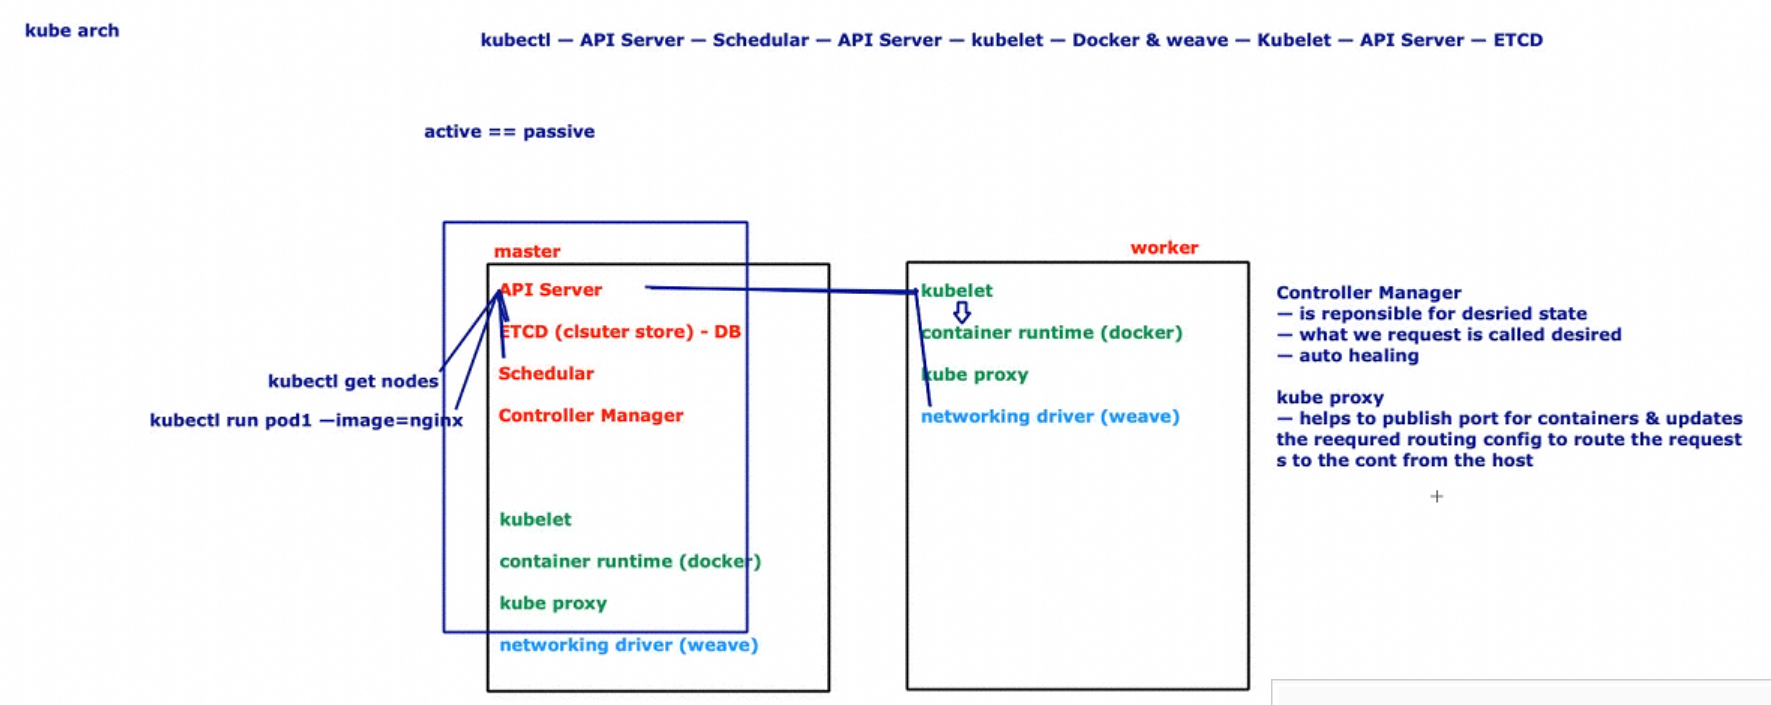 kube arch
kubectl — API Server — Schedular — API Server — kubelet — Docker & weave — Kubelet — API Server — ETCD
active == passive
master
API Server
ETCD (clsuter store) - DB
Schedular
Controller Manager
kubectl get nodes
kubectl run pod1 —image=nginx
kubelet
container runtime (docker)
kube proxy
networking driver (weave)
worker
kubelet
container runtime (docker)
kube proxy
networking driver (weave)
Controller Manager
— is reponsible for desried state
— what we request is called desired
— auto healing
kube proxy
— helps to publish port for containers & updates
the reequred routing config to route the request
s to the cont from the host